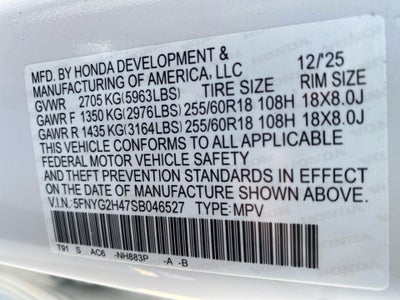 MFD. BY HONDA DEVELOPMENT & 12/25
MANUFACTURING OF AMERICA, LLC
GVWR 2705 KG(5963LBS) TIRE SIZE RIM SIZE
GAWR F 1350 KG(2976LBS) 255/60R18 108H 18X8.0J
GAWR R 1435 KG(3164LBS) 255/60R18 108H 18X8.0J
THIS VEHICLE CONFORMS TO ALL APPLICABLE
FEDERAL MOTOR VEHICLE SAFETY, BUMPER,
AND THEFT PREVENTION STANDARDS IN EFFECT
ON THE DATE OF MANUFACTURE SHOWN ABOVE.
V.I.N.: 5FNYG2H47SB046527 TYPE: MPV
T91 S AC6 -NH883P -A -B